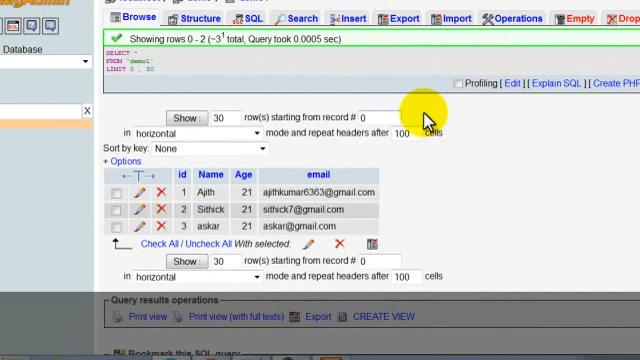 Browse Structure SQL Search Insert Export Import Operations Empty Drop
Database
Showing rows 0 - 2 (~3¹ total, Query took 0.0005 sec)
SELECT *
FROM `demo1`
LIMIT 0 , 30
Profiling [ Edit ] [ Explain SQL ] [ Create PHP
X
Show : 30 row(s) starting from record # 0
in horizontal mode and repeat headers after 100 cells
Sort by key: None
+ Options
←T→ id Name Age email
1 Ajith 21 ajithkumar6363@gmail.com
2 Sithick 21 sithick7@gmail.com
3 askar 21 askar@gmail.com
Check All / Uncheck All With selected:
Show : 30 row(s) starting from record # 0
in horizontal mode and repeat headers after 100 cells
Query results operations
Print view Print view (with full texts) Export CREATE VIEW
Bookmark this SQL query